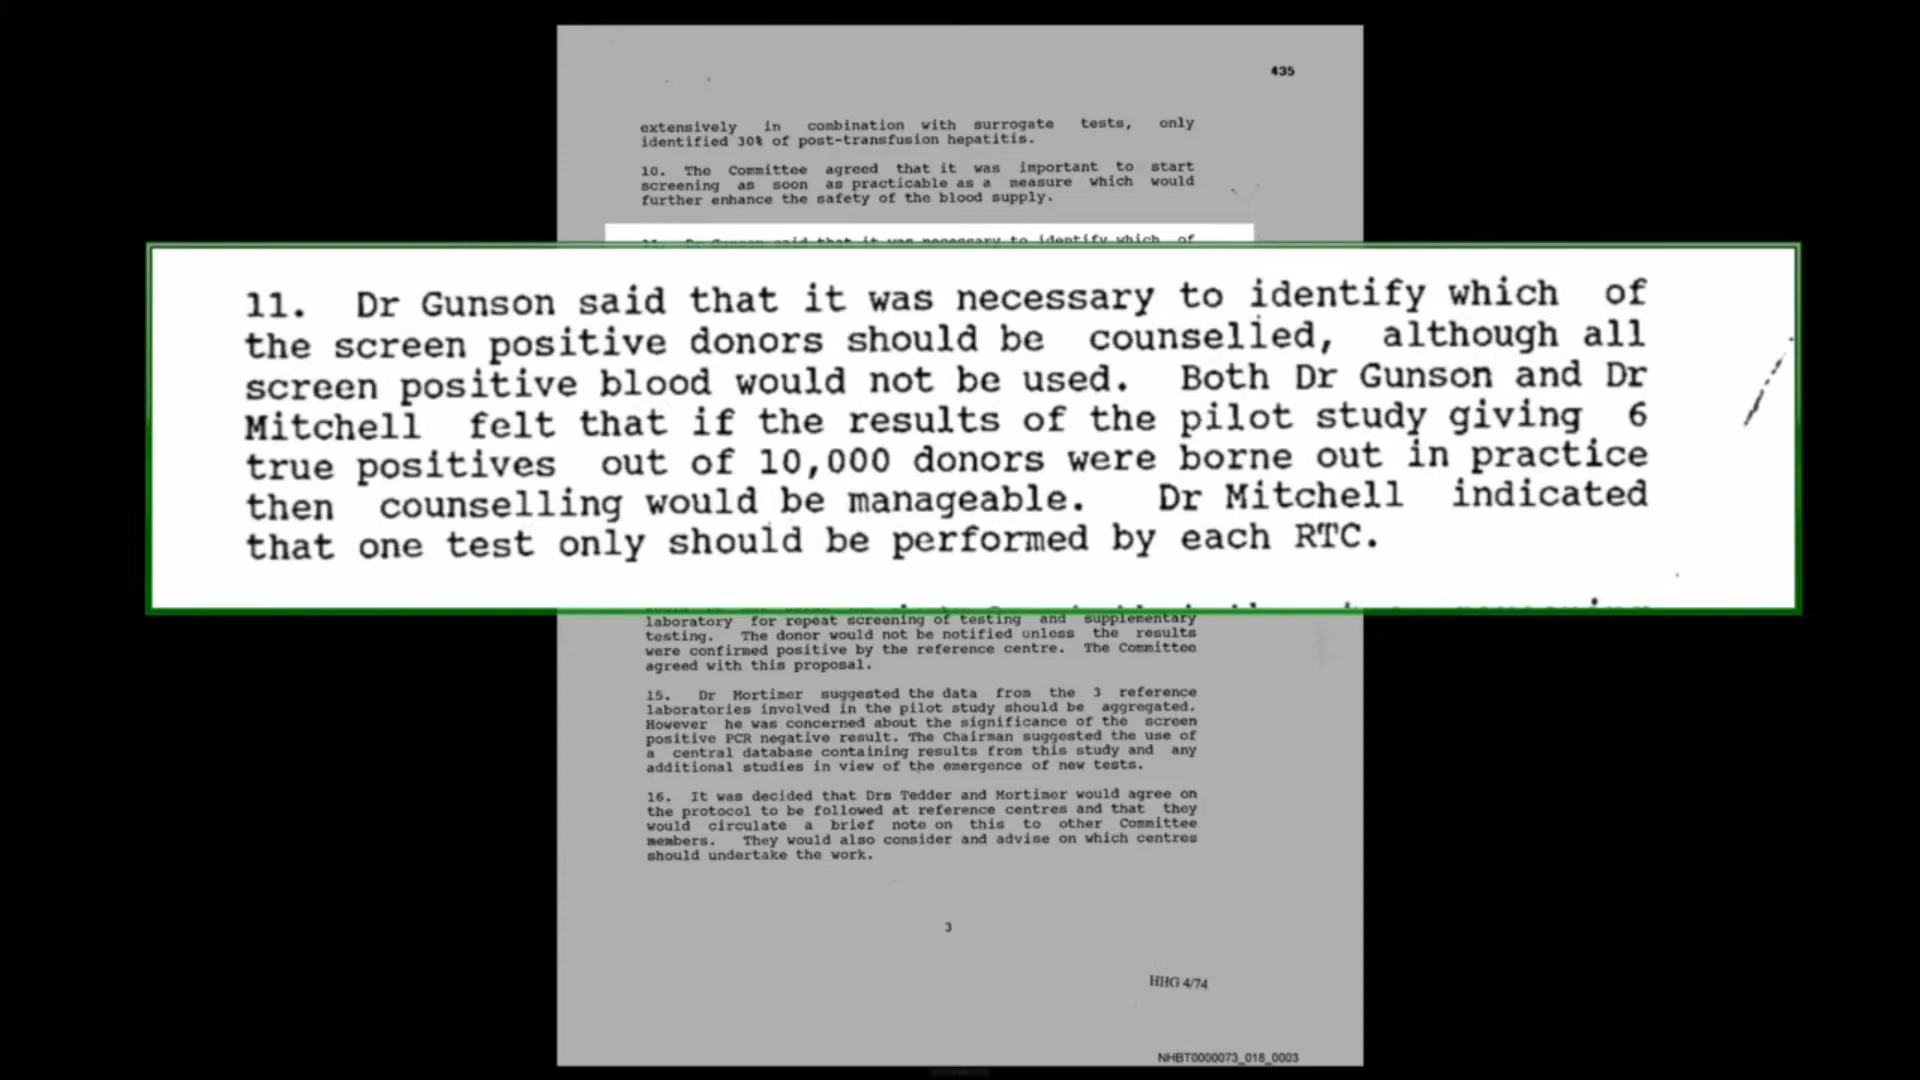 435
extensively in combination with surrogate tests, only
identified 30% of post-transfusion hepatitis.
10. The Committee agreed that it was important to start
screening as soon as practicable as a measure which would
further enhance the safety of the blood supply.
11. Dr Gunson said that it was necessary to identify which of
11. Dr Gunson said that it was necessary to identify which of
the screen positive donors should be counsellied, although all
screen positive blood would not be used. Both Dr Gunson and Dr
Mitchell felt that if the results of the pilot study giving 6
true positives out of 10,000 donors were borne out in practice
then counselling would be manageable. Dr Mitchell indicated
that one test only should be performed by each RTC.
laboratory for repeat screening of testing and supplementary
testing. The donor would not be notified unless the results
were confirmed positive by the reference centre. The Committee
agreed with this proposal.
15. Dr Mortimer suggested the data from the 3 reference
laboratories involved in the pilot study should be aggregated.
However he was concerned about the significance of the screen
positive PCR negative result. The Chairman suggested the use of
a central database containing results from this study and any
additional studies in view of the emergence of new tests.
16. It was decided that Drs Tedder and Mortimer would agree on
the protocol to be followed at reference centres and that they
would circulate a brief note on this to other Committee
members. They would also consider and advise on which centres
should undertake the work.
3
HHG 4/74
NHBT0000073_018_0003